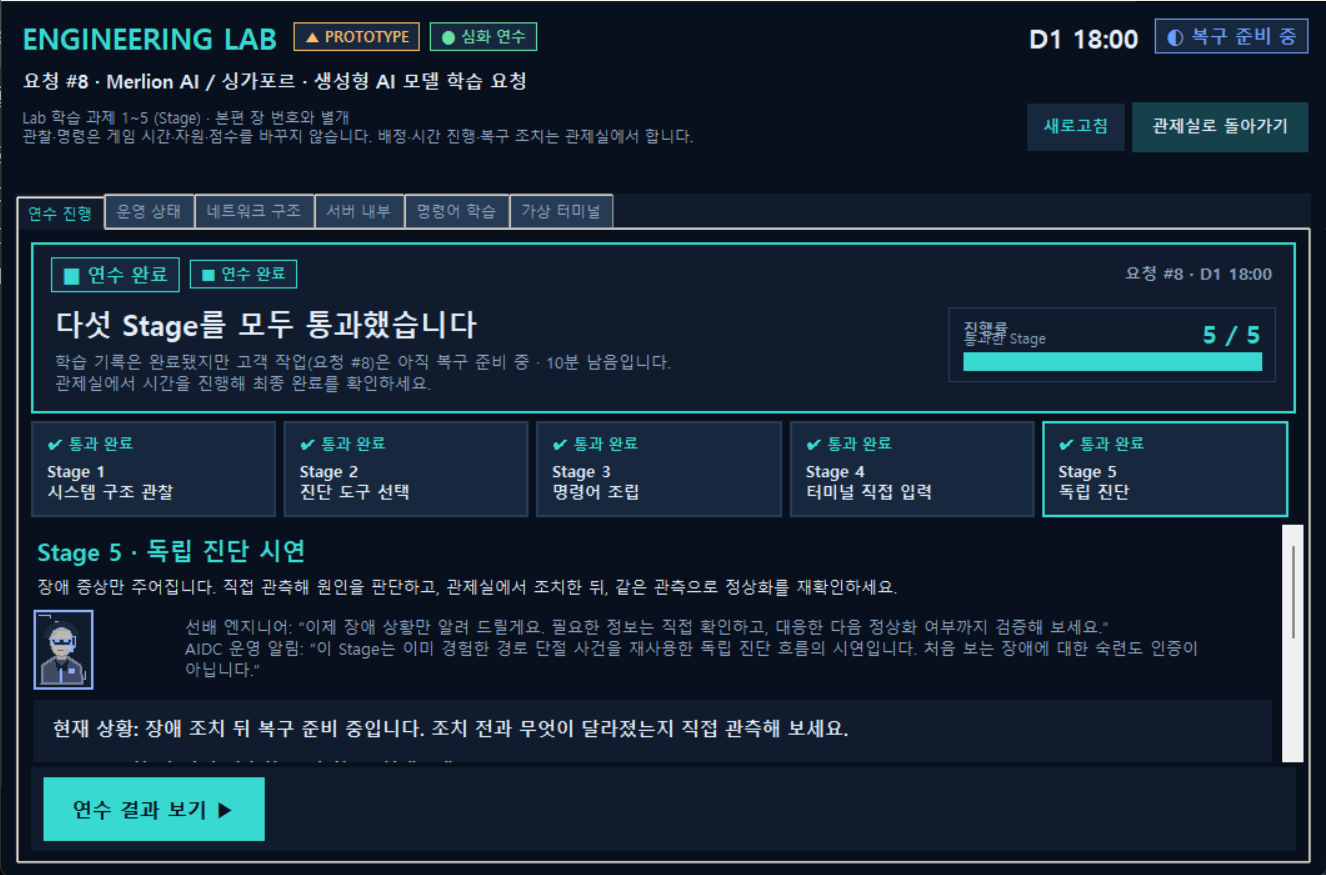 ENGINEERING LAB
▲ PROTOTYPE
● 심화 연수
D1 18:00
◐ 복구 준비 중
요청 #8 · Merlion AI / 싱가포르 · 생성형 AI 모델 학습 요청
Lab 학습 과제 1~5 (Stage) · 본편 장 번호와 별개
관찰·명령은 게임 시간·자원·점수를 바꾸지 않습니다. 배정·시간 진행·복구 조치는 관제실에서 합니다.
새로고침
관제실로 돌아가기
연수 진행
운영 상태
네트워크 구조
서버 내부
명령어 학습
가상 터미널
■ 연수 완료
■ 연수 완료
요청 #8 · D1 18:00
다섯 Stage를 모두 통과했습니다
학습 기록은 완료됐지만 고객 작업(요청 #8)은 아직 복구 준비 중 · 10분 남음입니다.
관제실에서 시간을 진행해 최종 완료를 확인하세요.
진행률
통과한 Stage
5 / 5
✔ 통과 완료
Stage 1
시스템 구조 관찰
✔ 통과 완료
Stage 2
진단 도구 선택
✔ 통과 완료
Stage 3
명령어 조립
✔ 통과 완료
Stage 4
터미널 직접 입력
✔ 통과 완료
Stage 5
독립 진단
Stage 5 · 독립 진단 시연
장애 증상만 주어집니다. 직접 관측해 원인을 판단하고, 관제실에서 조치한 뒤, 같은 관측으로 정상화를 재확인하세요.
선배 엔지니어: “이제 장애 상황만 알려 드릴게요. 필요한 정보는 직접 확인하고, 대응한 다음 정상화 여부까지 검증해 보세요.”
AIDC 운영 알림: “이 Stage는 이미 경험한 경로 단절 사건을 재사용한 독립 진단 흐름의 시연입니다. 처음 보는 장애에 대한 숙련도 인증이
아닙니다.”
현재 상황: 장애 조치 뒤 복구 준비 중입니다. 조치 전과 무엇이 달라졌는지 직접 관측해 보세요.
연수 결과 보기 ▶